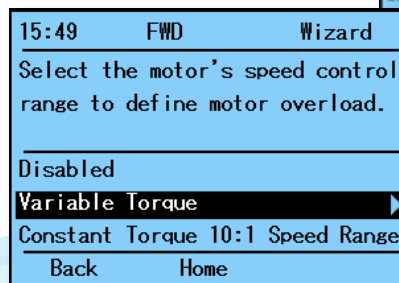 15:49 FWD Wizard
Select the motor's speed control
range to define motor overload.
Disabled
Variable Torque
Constant Torque 10:1 Speed Range
Back Home